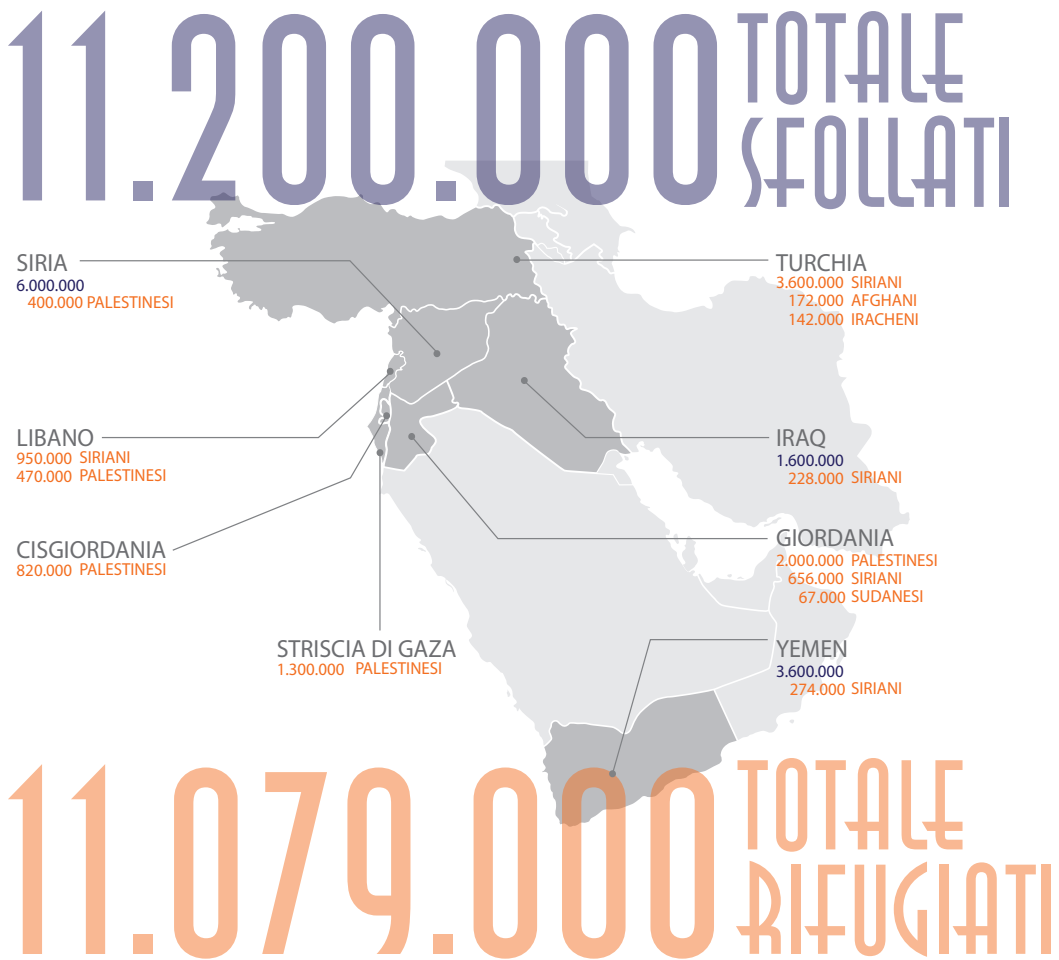 11.200.000 TOTALE
SFOLLATI
SIRIA
6.000.000
400.000 PALESTINESI
TURCHIA
3.600.000 SIRIANI
172.000 AFGHANI
142.000 IRACHENI
LIBANO
950.000 SIRIANI
470.000 PALESTINESI
IRAQ
1.600.000
228.000 SIRIANI
CISGIORDANIA
820.000 PALESTINESI
GIORDANIA
2.000.000 PALESTINESI
656.000 SIRIANI
67.000 SUDANESI
STRISCIA DI GAZA
1.300.000 PALESTINESI
YEMEN
3.600.000
274.000 SIRIANI
11.079.000 TOTALE
RIFUGIATI